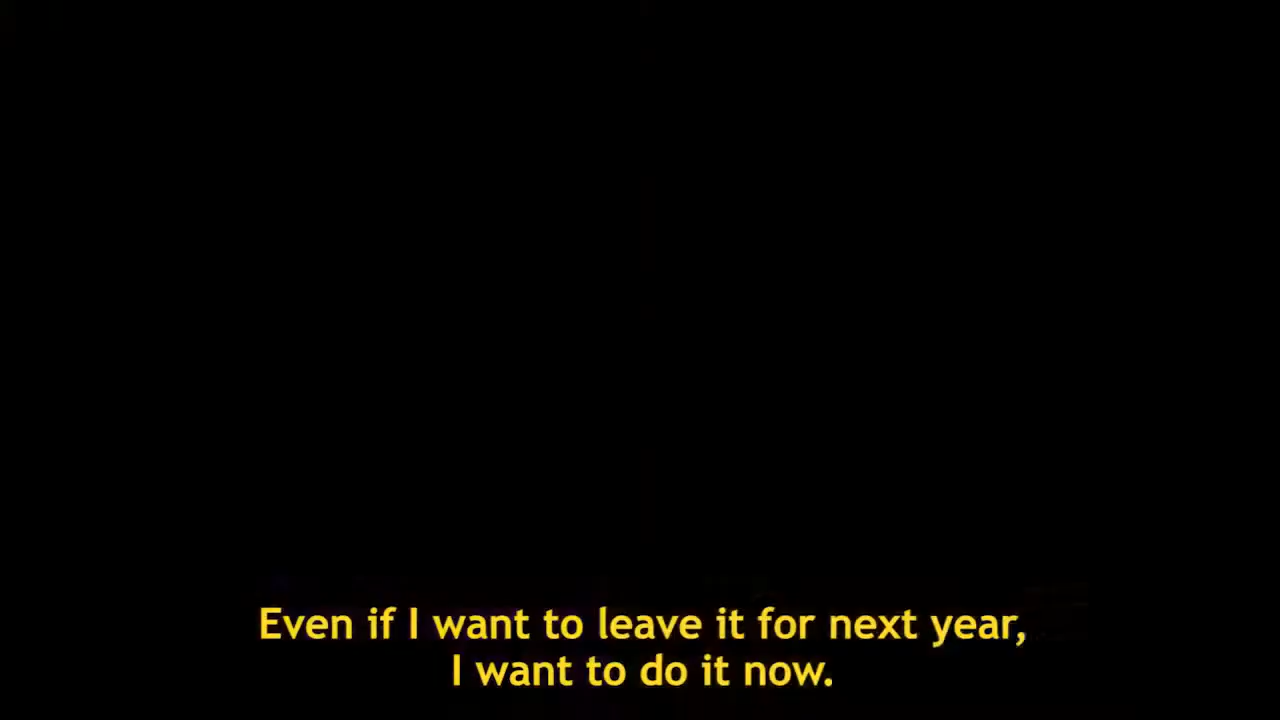 Even if I want to leave it for next year,
I want to do it now.